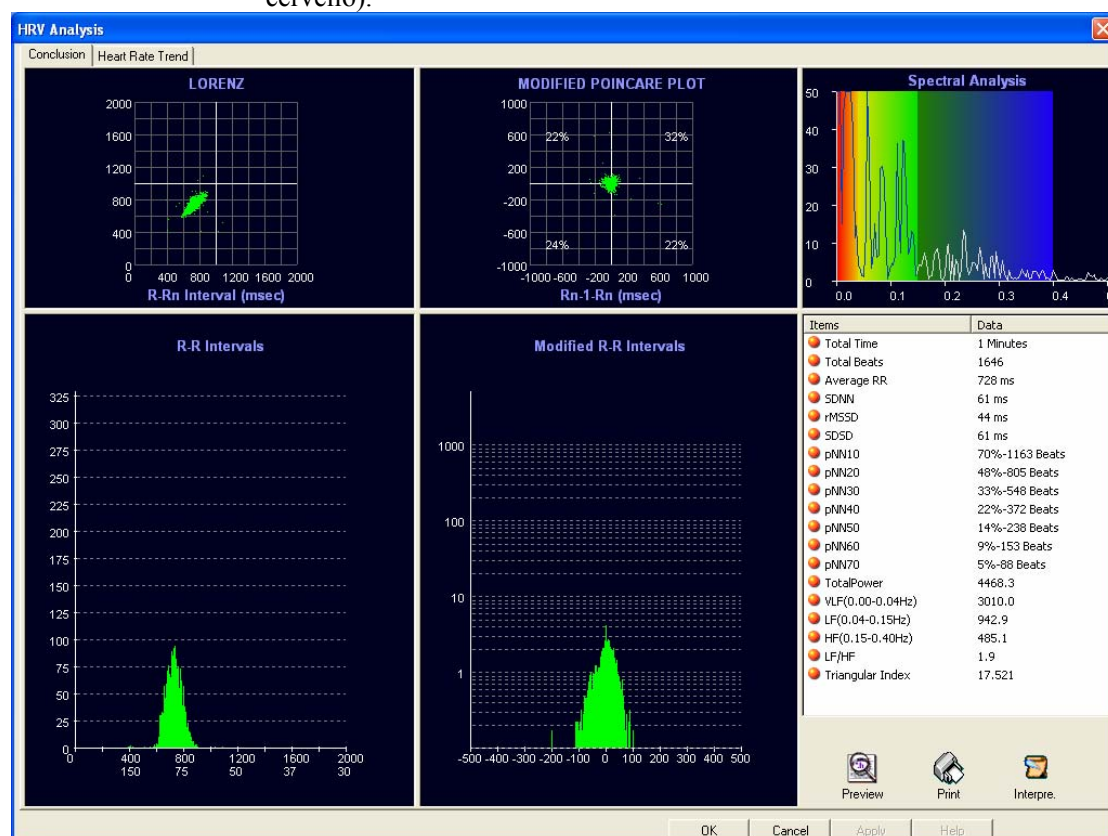 cervello).
HRV Analysis
Conclusion Heart Rate Trend
LORENZ
2000
1600
1200
800
400
0
0 400 800 1200 1600 2000
R-Rn Interval (msec)
MODIFIED POINCARE PLOT
1000
600 22% 32%
200
-200
-600 24% 22%
-1000
-1000 -600 -200 200 600 1000
Rn-1-Rn (msec)
Spectral Analysis
50
40
30
20
10
0
0.0 0.1 0.2 0.3 0.4
R-R Intervals
325
300
275
250
225
200
175
150
125
100
75
50
25
0
0 400 800 1200 1600 2000
150 75 50 37 30
Modified R-R Intervals
1000
100
10
1
-500 -400 -300 -200 -100 0 100 200 300 400 500
Items Data
Total Time 1 Minutes
Total Beats 1646
Average RR 728 ms
SDNN 61 ms
rMSSD 44 ms
SDSD 61 ms
pNN10 70%-1163 Beats
pNN20 48%-805 Beats
pNN30 33%-548 Beats
pNN40 22%-372 Beats
pNN50 14%-238 Beats
pNN60 9%-153 Beats
pNN70 5%-88 Beats
TotalPower 4468.3
VLF(0.00-0.04Hz) 3010.0
LF(0.04-0.15Hz) 942.9
HF(0.15-0.40Hz) 485.1
LF/HF 1.9
Triangular Index 17.521
Preview Print Interpre.
OK Cancel Apply Help